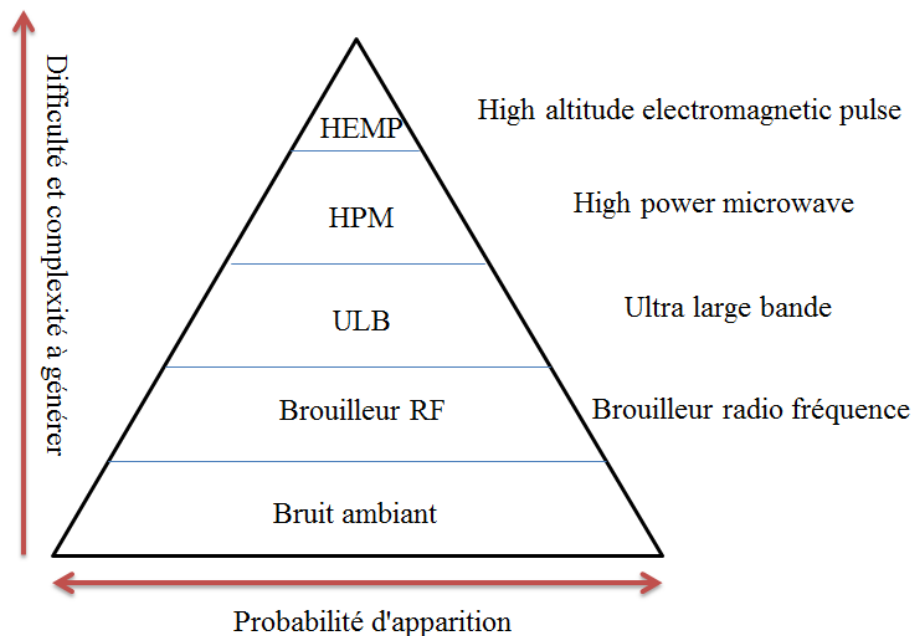 Difficulté et complexité à générer
HEMP
High altitude electromagnetic pulse
HPM
High power microwave
ULB
Ultra large bande
Brouilleur RF
Brouilleur radio fréquence
Bruit ambiant
Probabilité d'apparition